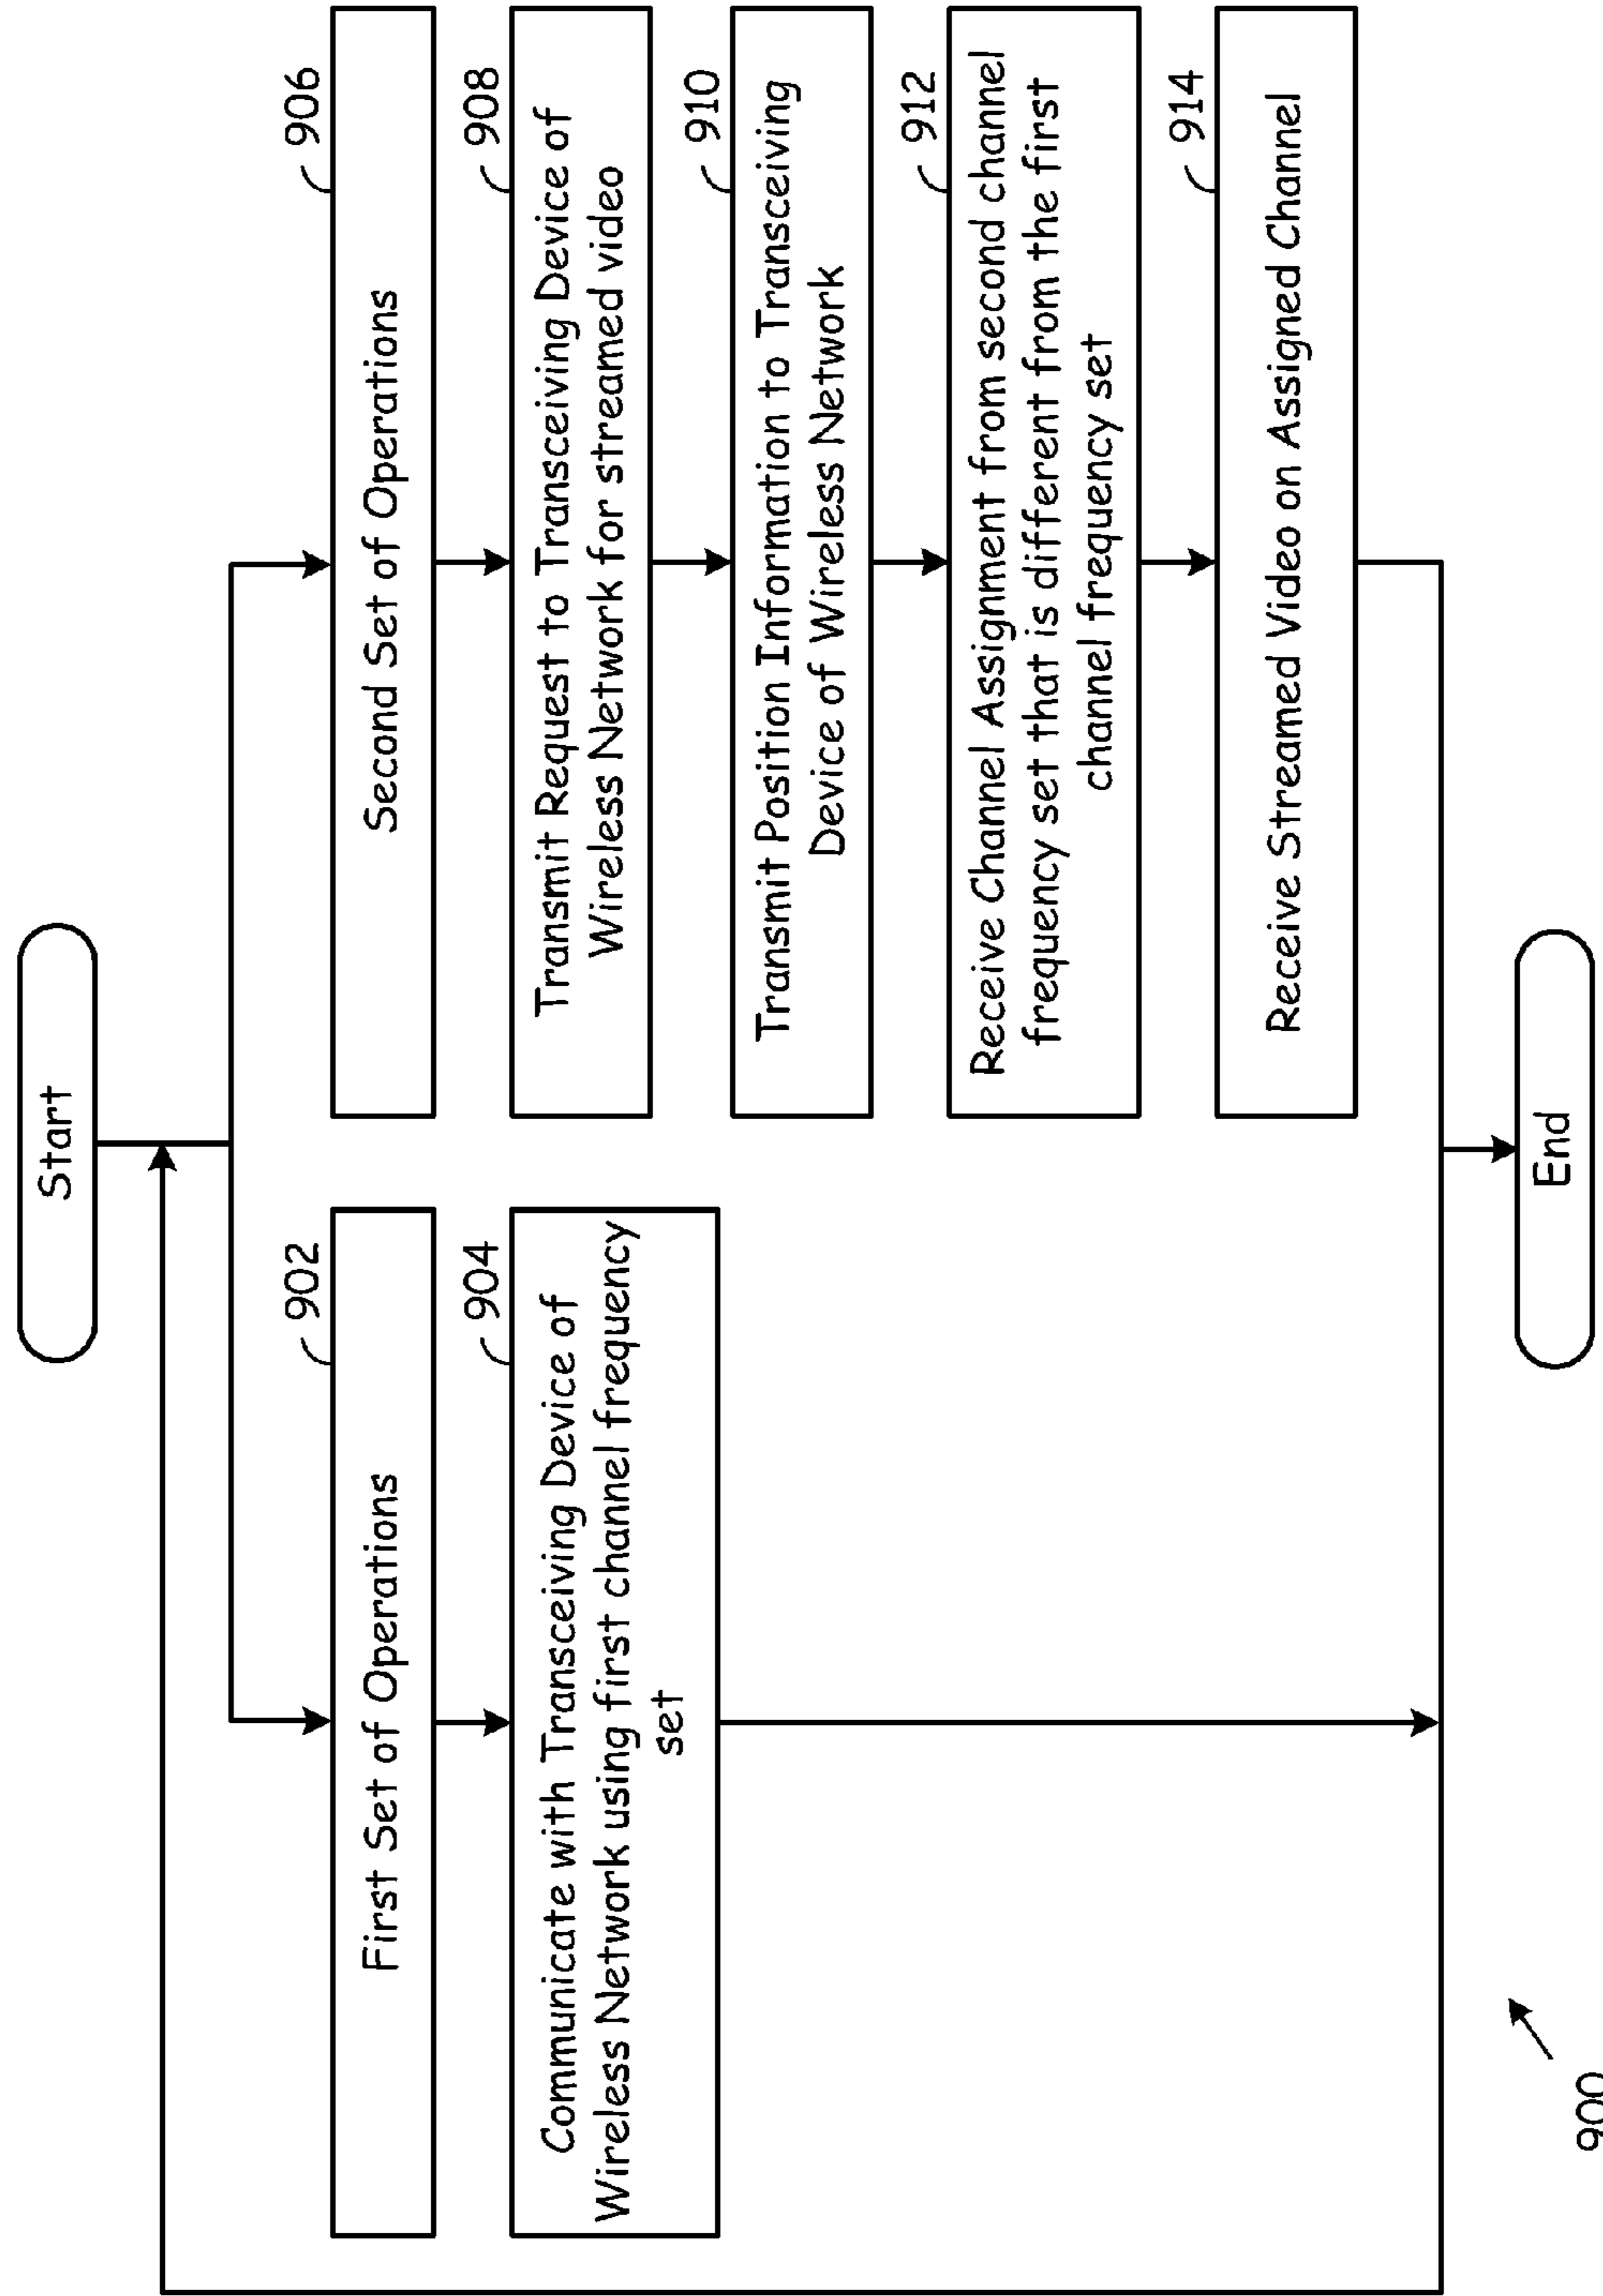 Start
902
First Set of Operations
904
Communicate with Transceiving Device of
Wireless Network using first channel frequency
set
906
Second Set of Operations
908
Transmit Request to Transceiving Device of
Wireless Network for streamed video
910
Transmit Position Information to Transceiving
Device of Wireless Network
912
Receive Channel Assignment from second channel
frequency set that is different from the first
channel frequency set
914
Receive Streamed Video on Assigned Channel
End
900